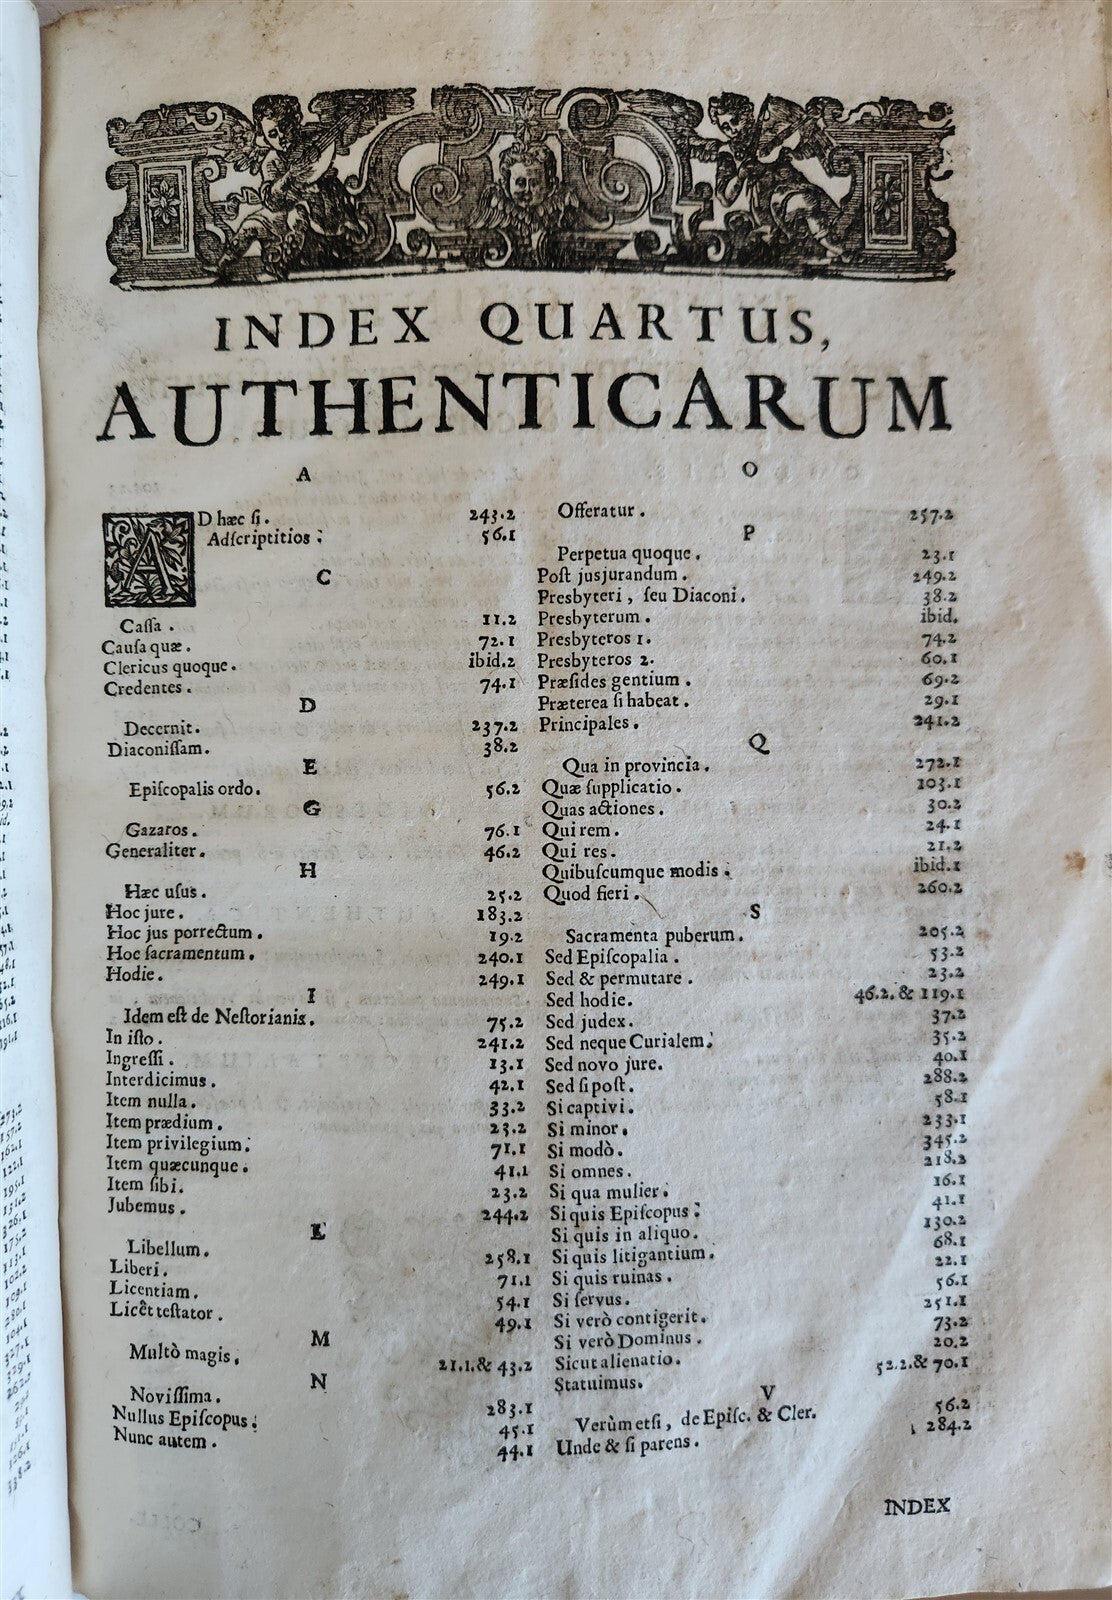 INDEX QUARTUS,
AUTHENTICARUM
A
AD hæc ſi. 243.2
Adſcriptitios. 56.1
C
Caſſa. 11.2
Cauſa quæ. 72.1
Clericus quoque. ibid.2
Credentes. 74.1
D
Decernit. 237.2
Diaconiſſam. 38.2
E
Epiſcopalis ordo. 56.2
G
Gazaros. 76.1
Generaliter. 46.2
H
Hæc uſus. 25.2
Hoc jure. 183.2
Hoc jus porrectum. 19.2
Hoc ſacramentum. 240.1
Hodie. 249.1
I
Idem eſt de Neſtorianis. 75.2
In iſto. 241.2
Ingreſſi. 13.1
Interdicimus. 42.1
Item nulla. 33.2
Item prædium. 23.2
Item privilegium. 71.1
Item quæcunque. 41.1
Item ſibi. 23.2
Jubemus. 244.2
L
Libellum. 258.1
Liberi. 71.1
Licentiam. 54.1
Licèt teſtator. 49.1
M
Multò magis. 21.1. & 43.2
N
Noviſſima. 283.1
Nullus Epiſcopus. 45.1
Nunc autem. 44.1
O
Offeratur. 257.2
P
Perpetua quoque. 23.1
Poſt jusjurandum. 249.2
Presbyteri, ſeu Diaconi. 38.2
Presbyterum. ibid.
Presbyteros 1. 74.2
Presbyteros 2. 60.1
Præſides gentium. 69.2
Præterea ſi habeat. 29.1
Principales. 241.2
Q
Qua in provincia. 272.1
Quæ ſupplicatio. 103.1
Quas actiones. 30.2
Qui rem. 24.1
Qui res. 21.2
Quibuſcumque modis. ibid.1
Quod fieri. 260.2
S
Sacramenta puberum. 205.2
Sed Epiſcopalia. 53.2
Sed & permutare. 23.2
Sed hodie. 46.2. & 119.1
Sed judex. 37.2
Sed neque Curialem. 35.2
Sed novo jure. 40.1
Sed ſi poſt. 288.2
Si captivi. 58.1
Si minor. 233.1
Si modò. 345.2
Si omnes. 218.2
Si qua mulier. 16.1
Si quis Epiſcopus. 41.1
Si quis in aliquo. 130.2
Si quis litigantium. 68.1
Si quis ruinas. 22.1
Si ſervus. 56.1
Si verò contigerit. 251.1
Si verò Dominus. 73.2
Sicut alienatio. 20.2
Statuimus. 52.2. & 70.1
V
Verùm etſi, de Epiſc. & Cler. 56.2
Unde & ſi parens. 284.2
INDEX